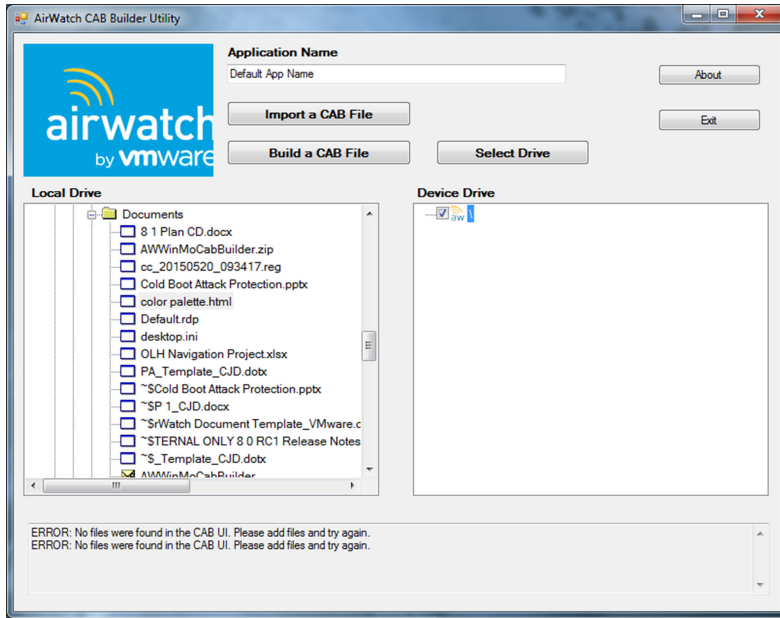 AirWatch CAB Builder Utility
Application Name
Default App Name
About
airwatch
by vmware
Import a CAB File
Exit
Build a CAB File
Select Drive
Local Drive
Device Drive
Documents
8 1 Plan CD.docx
AWWinMoCabBuilder.zip
cc_20150520_093417.reg
Cold Boot Attack Protection.pptx
color palette.html
Default.rdp
desktop.ini
OLH Navigation Project.xlsx
PA_Template_CJD.dotx
~$Cold Boot Attack Protection.pptx
~$P 1_CJD.docx
~$rWatch Document Template_VMware.c
~$TERNAL ONLY 8 0 RC1 Release Notes
~$_Template_CJD.dotx
AWWinMoCabBuilder
aw \
ERROR: No files were found in the CAB UI. Please add files and try again.
ERROR: No files were found in the CAB UI. Please add files and try again.